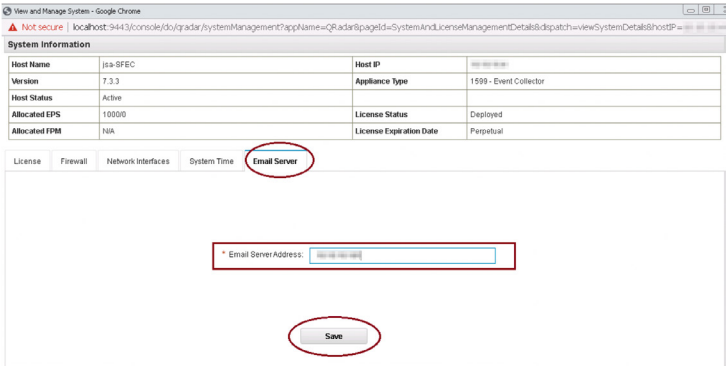 View and Manage System - Google Chrome
Not secure | localhost:9443/console/do/qradar/systemManagement?appName=QRadar&pageId=SystemAndLicenseManagementDetails&dispatch=viewSystemDetails&hostIP=
System Information
Host Name jsa-SFEC Host IP
Version 7.3.3 Appliance Type 1599 - Event Collector
Host Status Active
Allocated EPS 1000/0 License Status Deployed
Allocated FPM N/A License Expiration Date Perpetual
License Firewall Network Interfaces System Time Email Server
* Email Server Address:
Save